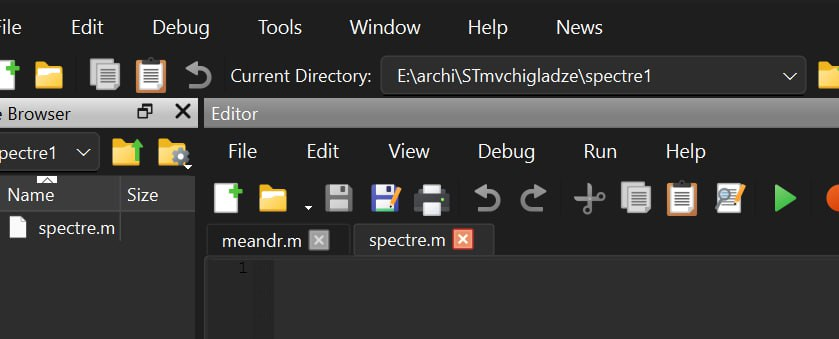 File Edit Debug Tools Window Help News
Current Directory: E:\archi\STmvchigladze\spectre1
e Browser
Editor
pectre1
File Edit View Debug Run Help
Name Size
spectre.m
meandr.m spectre.m
1